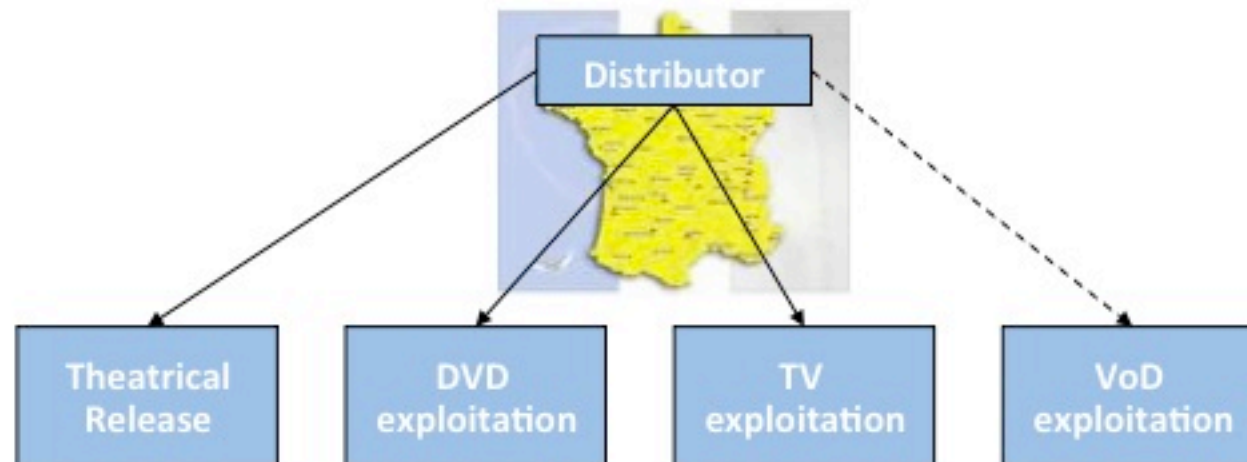 Distributor
Theatrical
Release
DVD
exploitation
TV
exploitation
VoD
exploitation